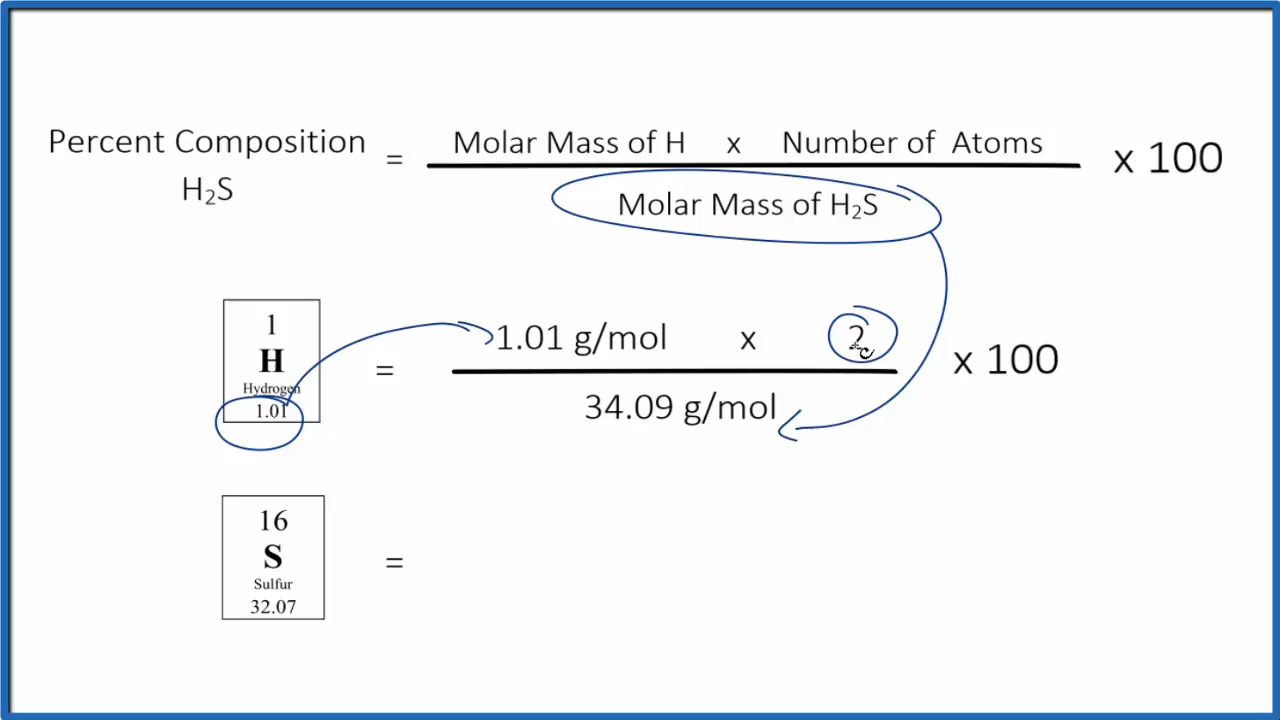 Percent Composition H₂S = Molar Mass of H x Number of Atoms x 100
Molar Mass of H₂S
1
H
Hydrogen
1.01
= 1.01 g/mol x 2 x 100
34.09 g/mol
16
S
Sulfur
32.07
=